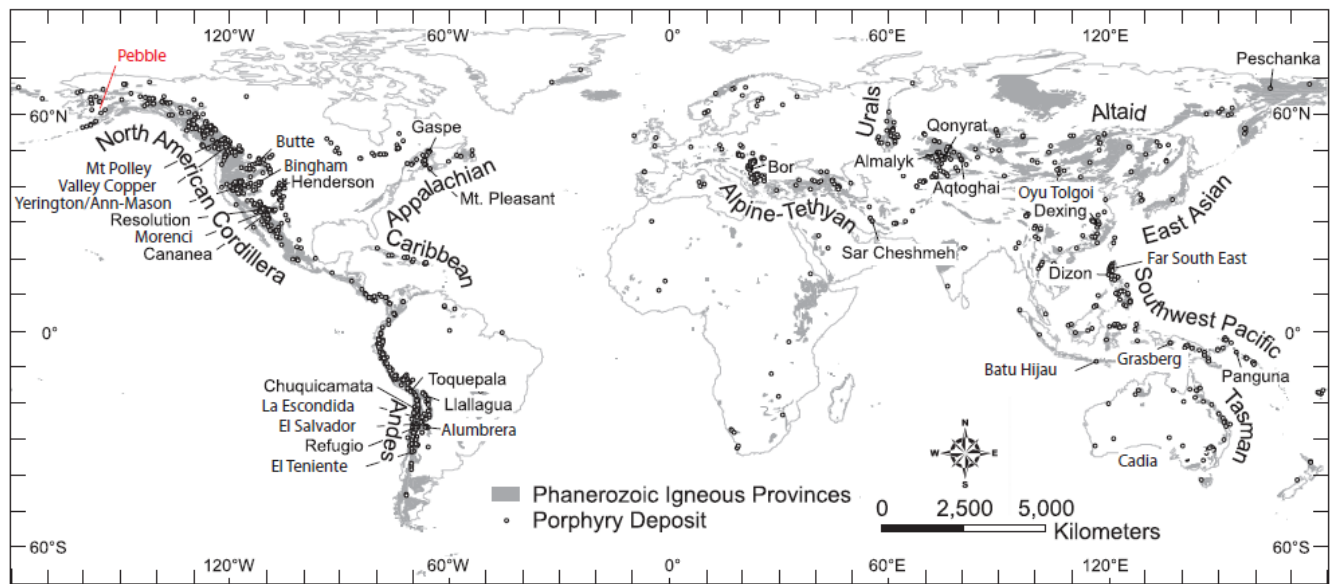 120°W 60°W 0° 60°E 120°E
Pebble
Peschanka
60°N
60°N
North American Cordillera
Butte
Bingham
Henderson
Mt Polley
Valley Copper
Yerington/Ann-Mason
Resolution
Morenci
Cananea
Gaspe
Appalachian
Mt. Pleasant
Caribbean
Bor
Alpine-Tethyan
Urals
Qonyrat
Almalyk
Aqtoghai
Sar Cheshmeh
Altaid
Oyu Tolgoi
Dexing
East Asian
Far South East
Dizon
Southwest Pacific
0°
0°
Batu Hijau
Grasberg
Panguna
Tasman
Cadia
Chuquicamata
La Escondida
El Salvador
Refugio
El Teniente
Andes
Toquepala
Llallagua
Alumbrera
N
W E
S
Phanerozoic Igneous Provinces
Porphyry Deposit
0 2,500 5,000
Kilometers
60°S
60°S
120°W 60°W 0° 60°E 120°E